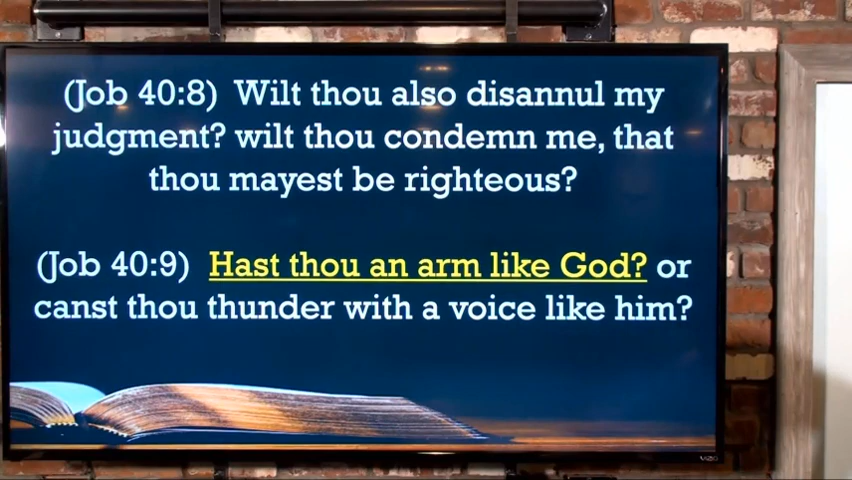 (Job 40:8) Wilt thou also disannul my
judgment? wilt thou condemn me, that
thou mayest be righteous?
(Job 40:9) Hast thou an arm like God? or
canst thou thunder with a voice like him?
VIZIO